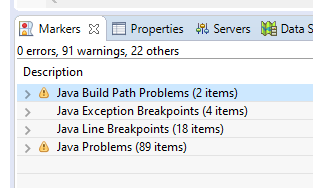 Markers Properties Servers Data S
0 errors, 91 warnings, 22 others
Description
Java Build Path Problems (2 items)
Java Exception Breakpoints (4 items)
Java Line Breakpoints (18 items)
Java Problems (89 items)